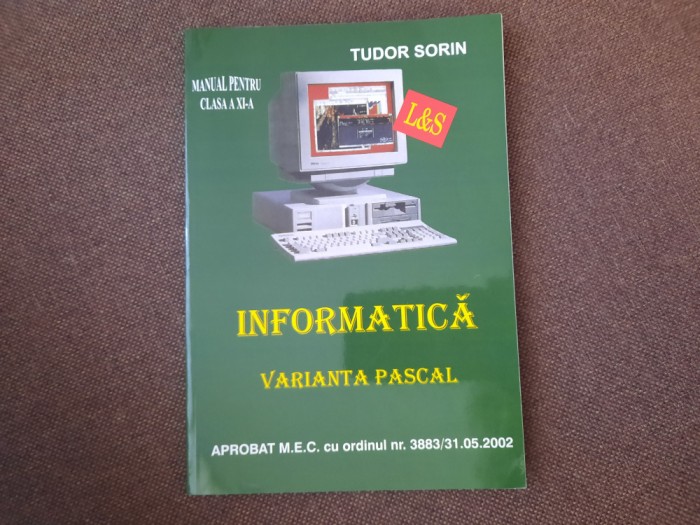 TUDOR SORIN
MANUAL PENTRU
CLASA A XI-A
L&S
INFORMATICĂ
VARIANTA PASCAL
APROBAT M.E.C. cu ordinul nr. 3883/31.05.2002